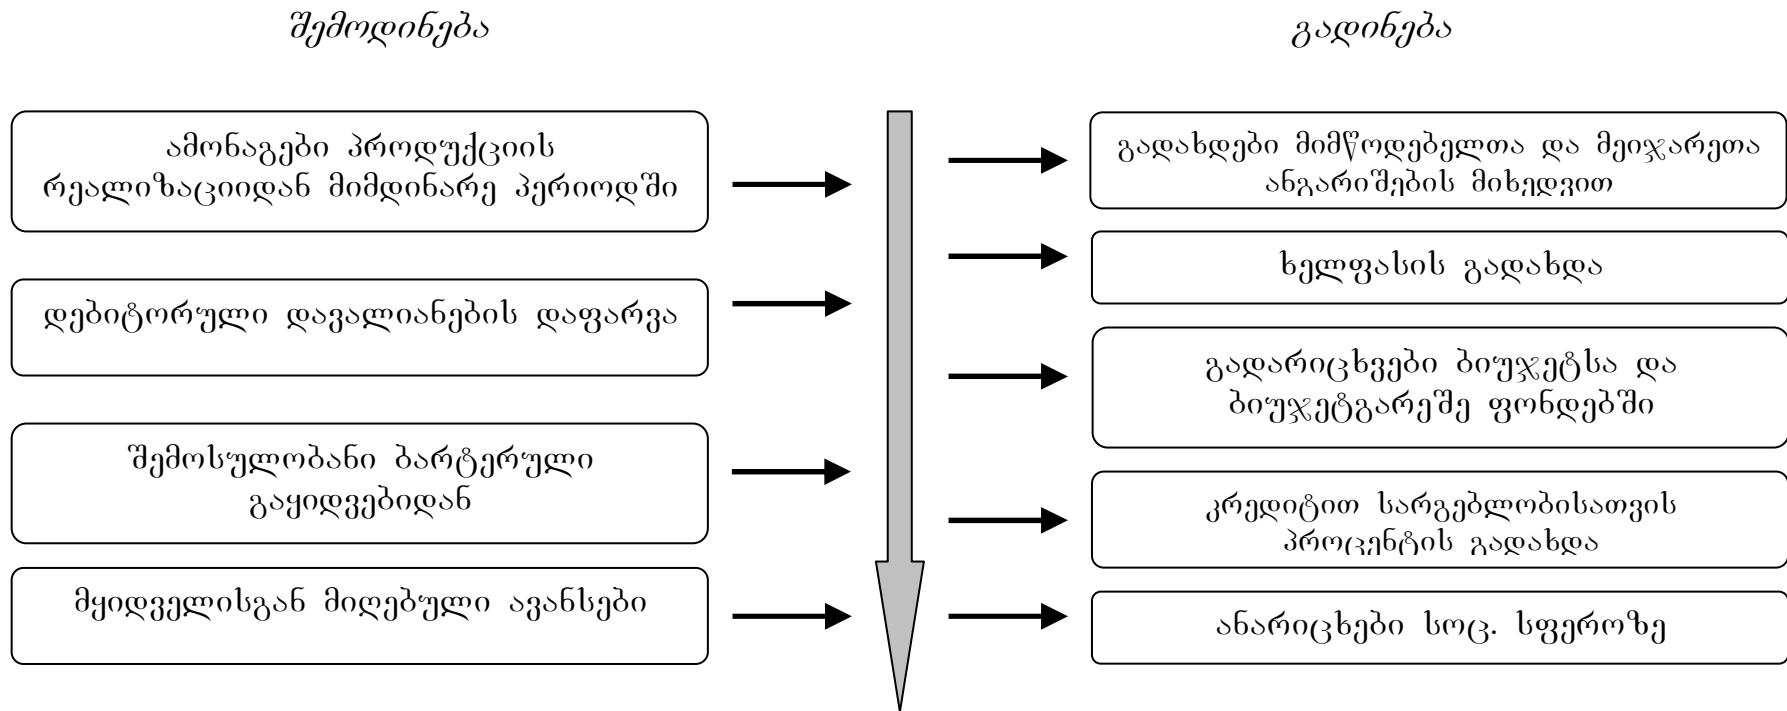 შემოდინება
ამონაგები პროდუქციის
რეალიზაციიდან მიმდინარე პერიოდში
დებიტორული დავალიანების დაფარვა
შემოსულობანი ბარტერული
გაყიდვებიდან
მყიდველისგან მიღებული ავანსები
გადინება
გადახდები მიმწოდებელთა და მეიჯარეთა
ანგარიშების მიხედვით
ხელფასის გადახდა
გადარიცხვები ბიუჯეტსა და
ბიუჯეტგარეშე ფონდებში
კრედიტით სარგებლობისათვის
პროცენტის გადახდა
ანარიცხები სოც. სფეროზე